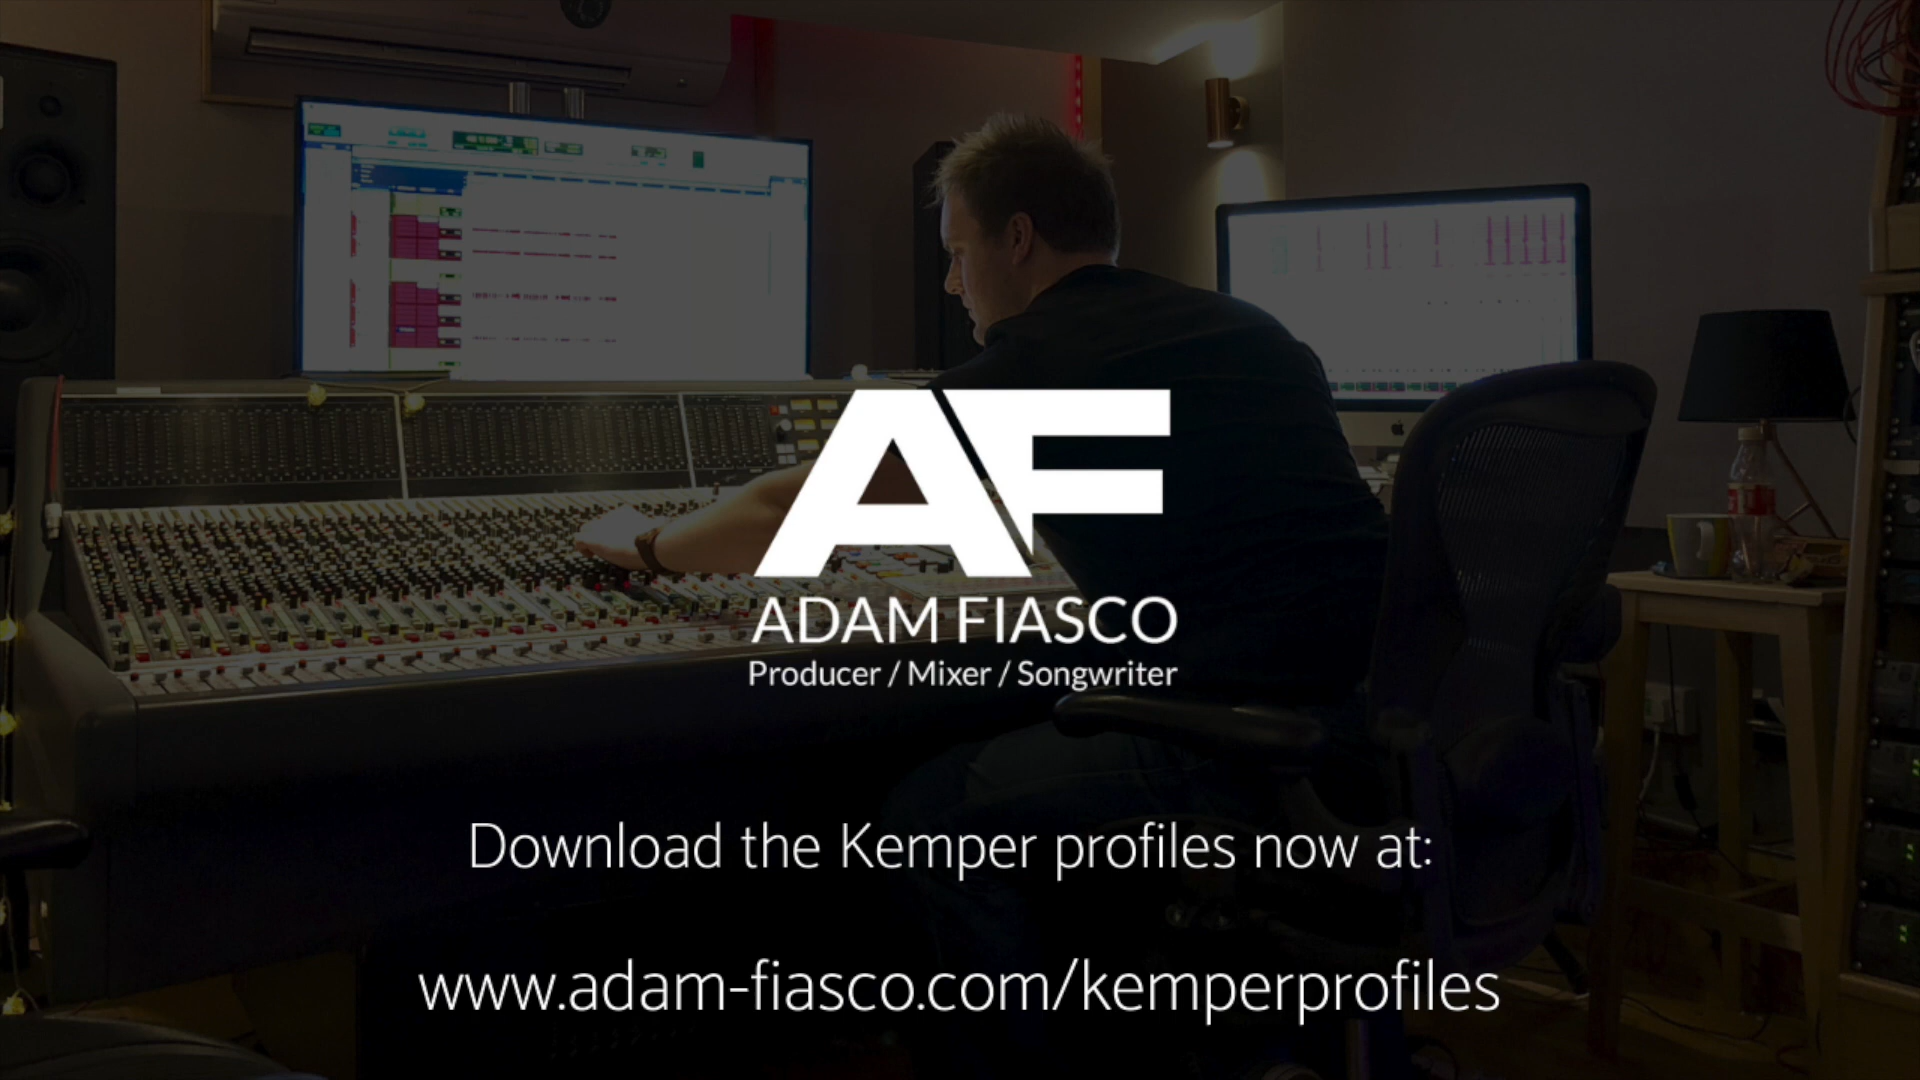 AF
ADAM FIASCO
Producer / Mixer / Songwriter
Download the Kemper profiles now at:
www.adam-fiasco.com/kemperprofiles